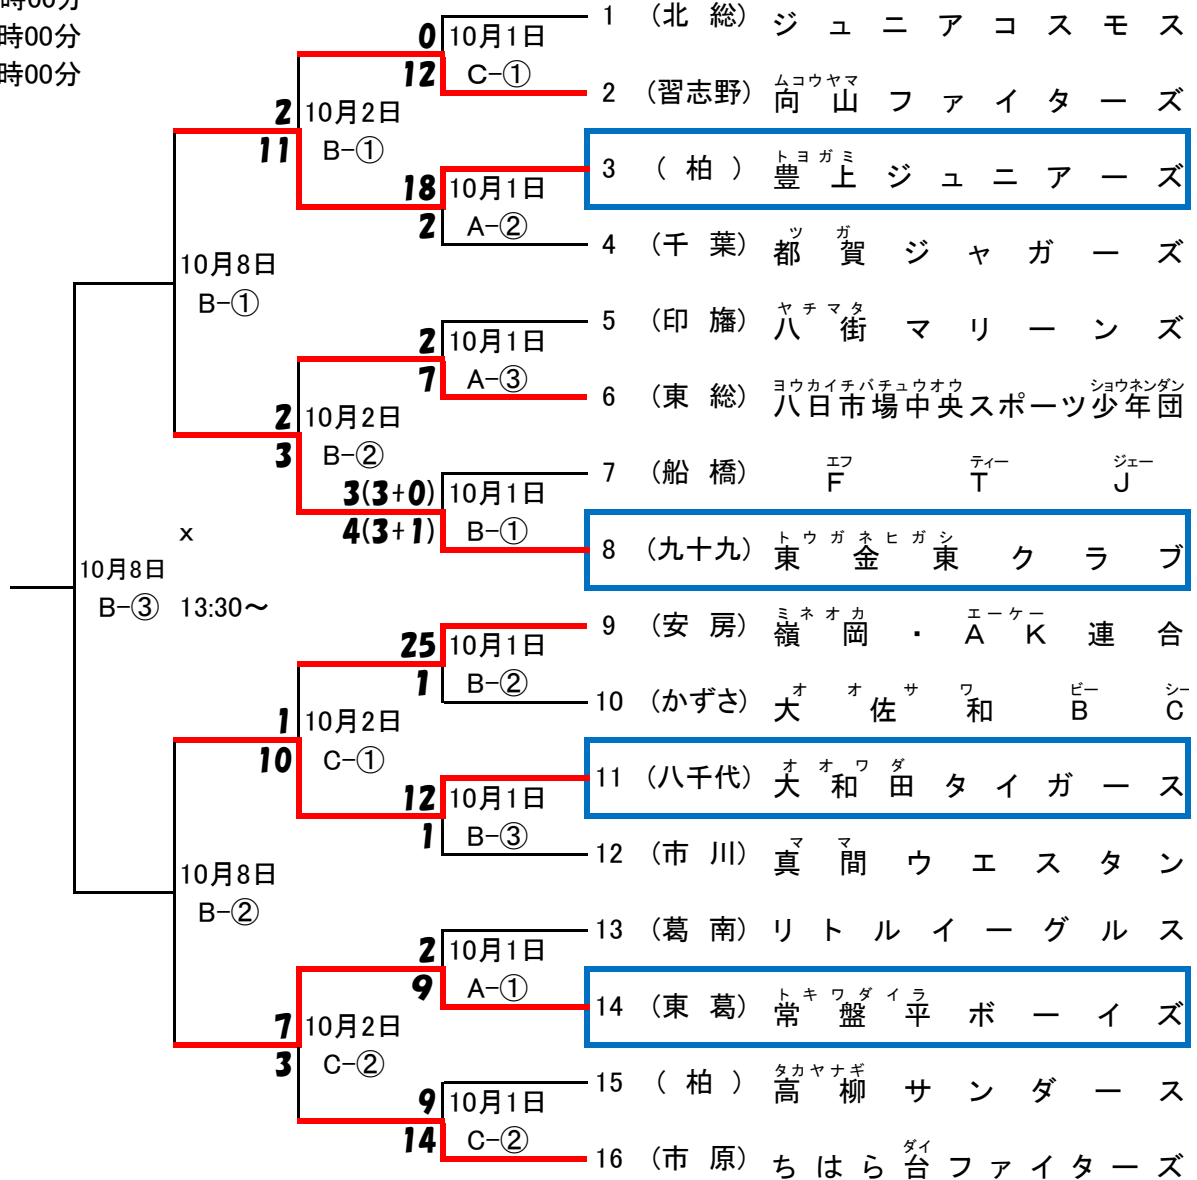 時00分
時00分
時00分
1 （北 総） ジュニアコスモス
0 10月1日
12 C-①
2 （習志野） 向山ファイターズ
ムコウヤマ
2 10月2日
11 B-①
3 （ 柏 ） 豊上ジュニアーズ
トヨガミ
18 10月1日
2 A-②
4 （千 葉） 都賀ジャガーズ
ツガ
10月8日
B-①
5 （印 旛） 八街マリーンズ
ヤチマタ
2 10月1日
7 A-③
6 （東 総） 八日市場中央スポーツ少年団
ヨウカイチバチュウオウ ショウネンダン
2 10月2日
3 B-②
7 （船 橋） F T J
エフ ティー ジェー
3(3+0) 10月1日
4(3+1) B-①
8 （九十九） 東金東クラブ
トウガネヒガシ
x
10月8日
B-③ 13:30～
9 （安 房） 嶺岡・AK連合
ミネオカ エーケー
25 10月1日
1 B-②
10 （かずさ） 大佐和BC
オオサワ ビー シー
1 10月2日
10 C-①
11 （八千代） 大和田タイガース
オオワダ
12 10月1日
1 B-③
12 （市 川） 真間ウエスタン
ママ
10月8日
B-②
13 （葛 南） リトルイーグルス
2 10月1日
9 A-①
14 （東 葛） 常盤平ボーイズ
トキワダイラ
7 10月2日
3 C-②
15 （ 柏 ） 高柳サンダース
タカヤナギ
9 10月1日
14 C-②
16 （市 原） ちはら台ファイターズ
ダイ